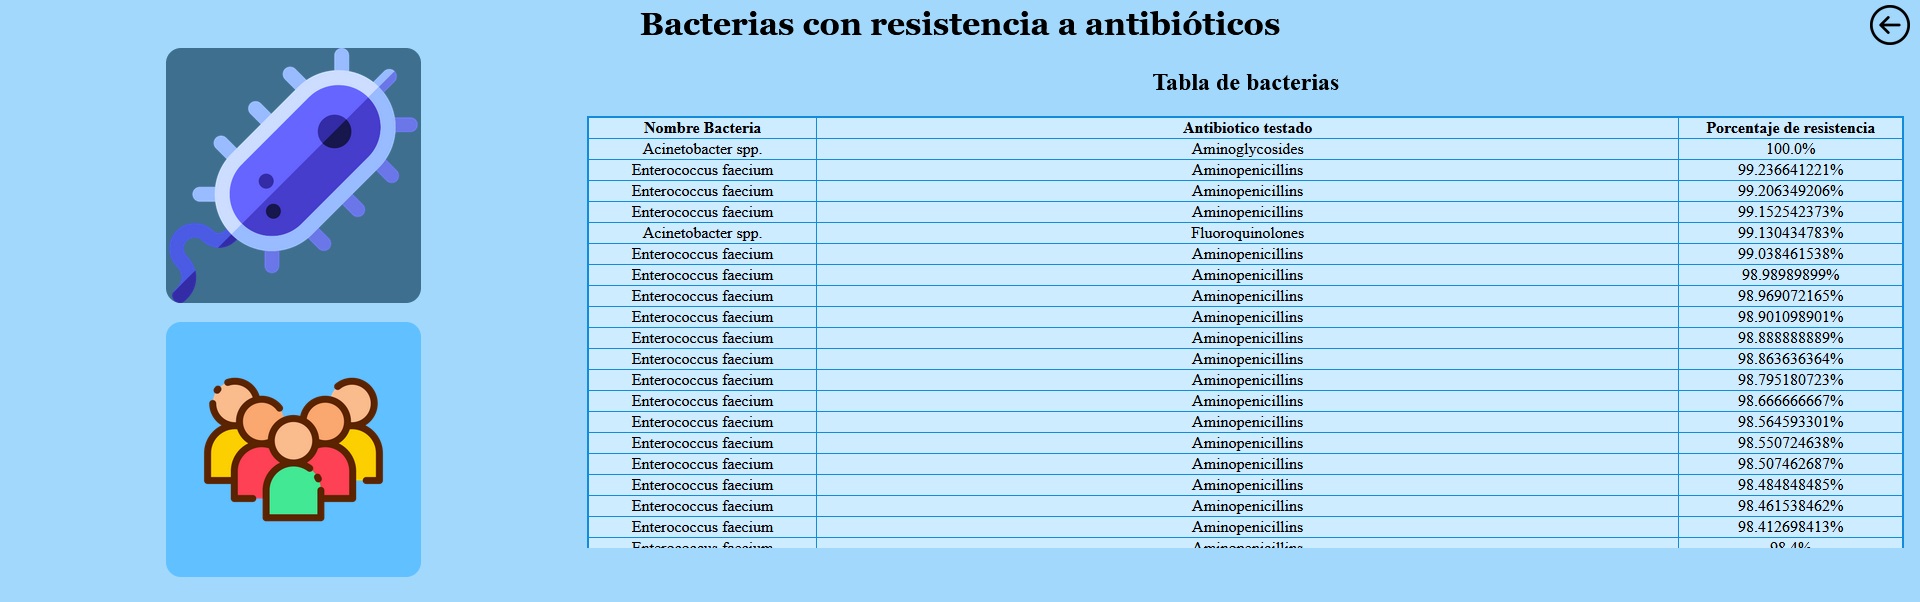 Bacterias con resistencia a antibióticos
Tabla de bacterias
Nombre Bacteria Antibiotico testado Porcentaje de resistencia
Acinetobacter spp. Aminoglycosides 100.0%
Enterococcus faecium Aminopenicillins 99.236641221%
Enterococcus faecium Aminopenicillins 99.206349206%
Enterococcus faecium Aminopenicillins 99.152542373%
Acinetobacter spp. Fluoroquinolones 99.130434783%
Enterococcus faecium Aminopenicillins 99.038461538%
Enterococcus faecium Aminopenicillins 98.98989899%
Enterococcus faecium Aminopenicillins 98.969072165%
Enterococcus faecium Aminopenicillins 98.901098901%
Enterococcus faecium Aminopenicillins 98.888888889%
Enterococcus faecium Aminopenicillins 98.863636364%
Enterococcus faecium Aminopenicillins 98.795180723%
Enterococcus faecium Aminopenicillins 98.666666667%
Enterococcus faecium Aminopenicillins 98.564593301%
Enterococcus faecium Aminopenicillins 98.550724638%
Enterococcus faecium Aminopenicillins 98.507462687%
Enterococcus faecium Aminopenicillins 98.484848485%
Enterococcus faecium Aminopenicillins 98.461538462%
Enterococcus faecium Aminopenicillins 98.412698413%
Enterococcus faecium Aminopenicillins 98.4%